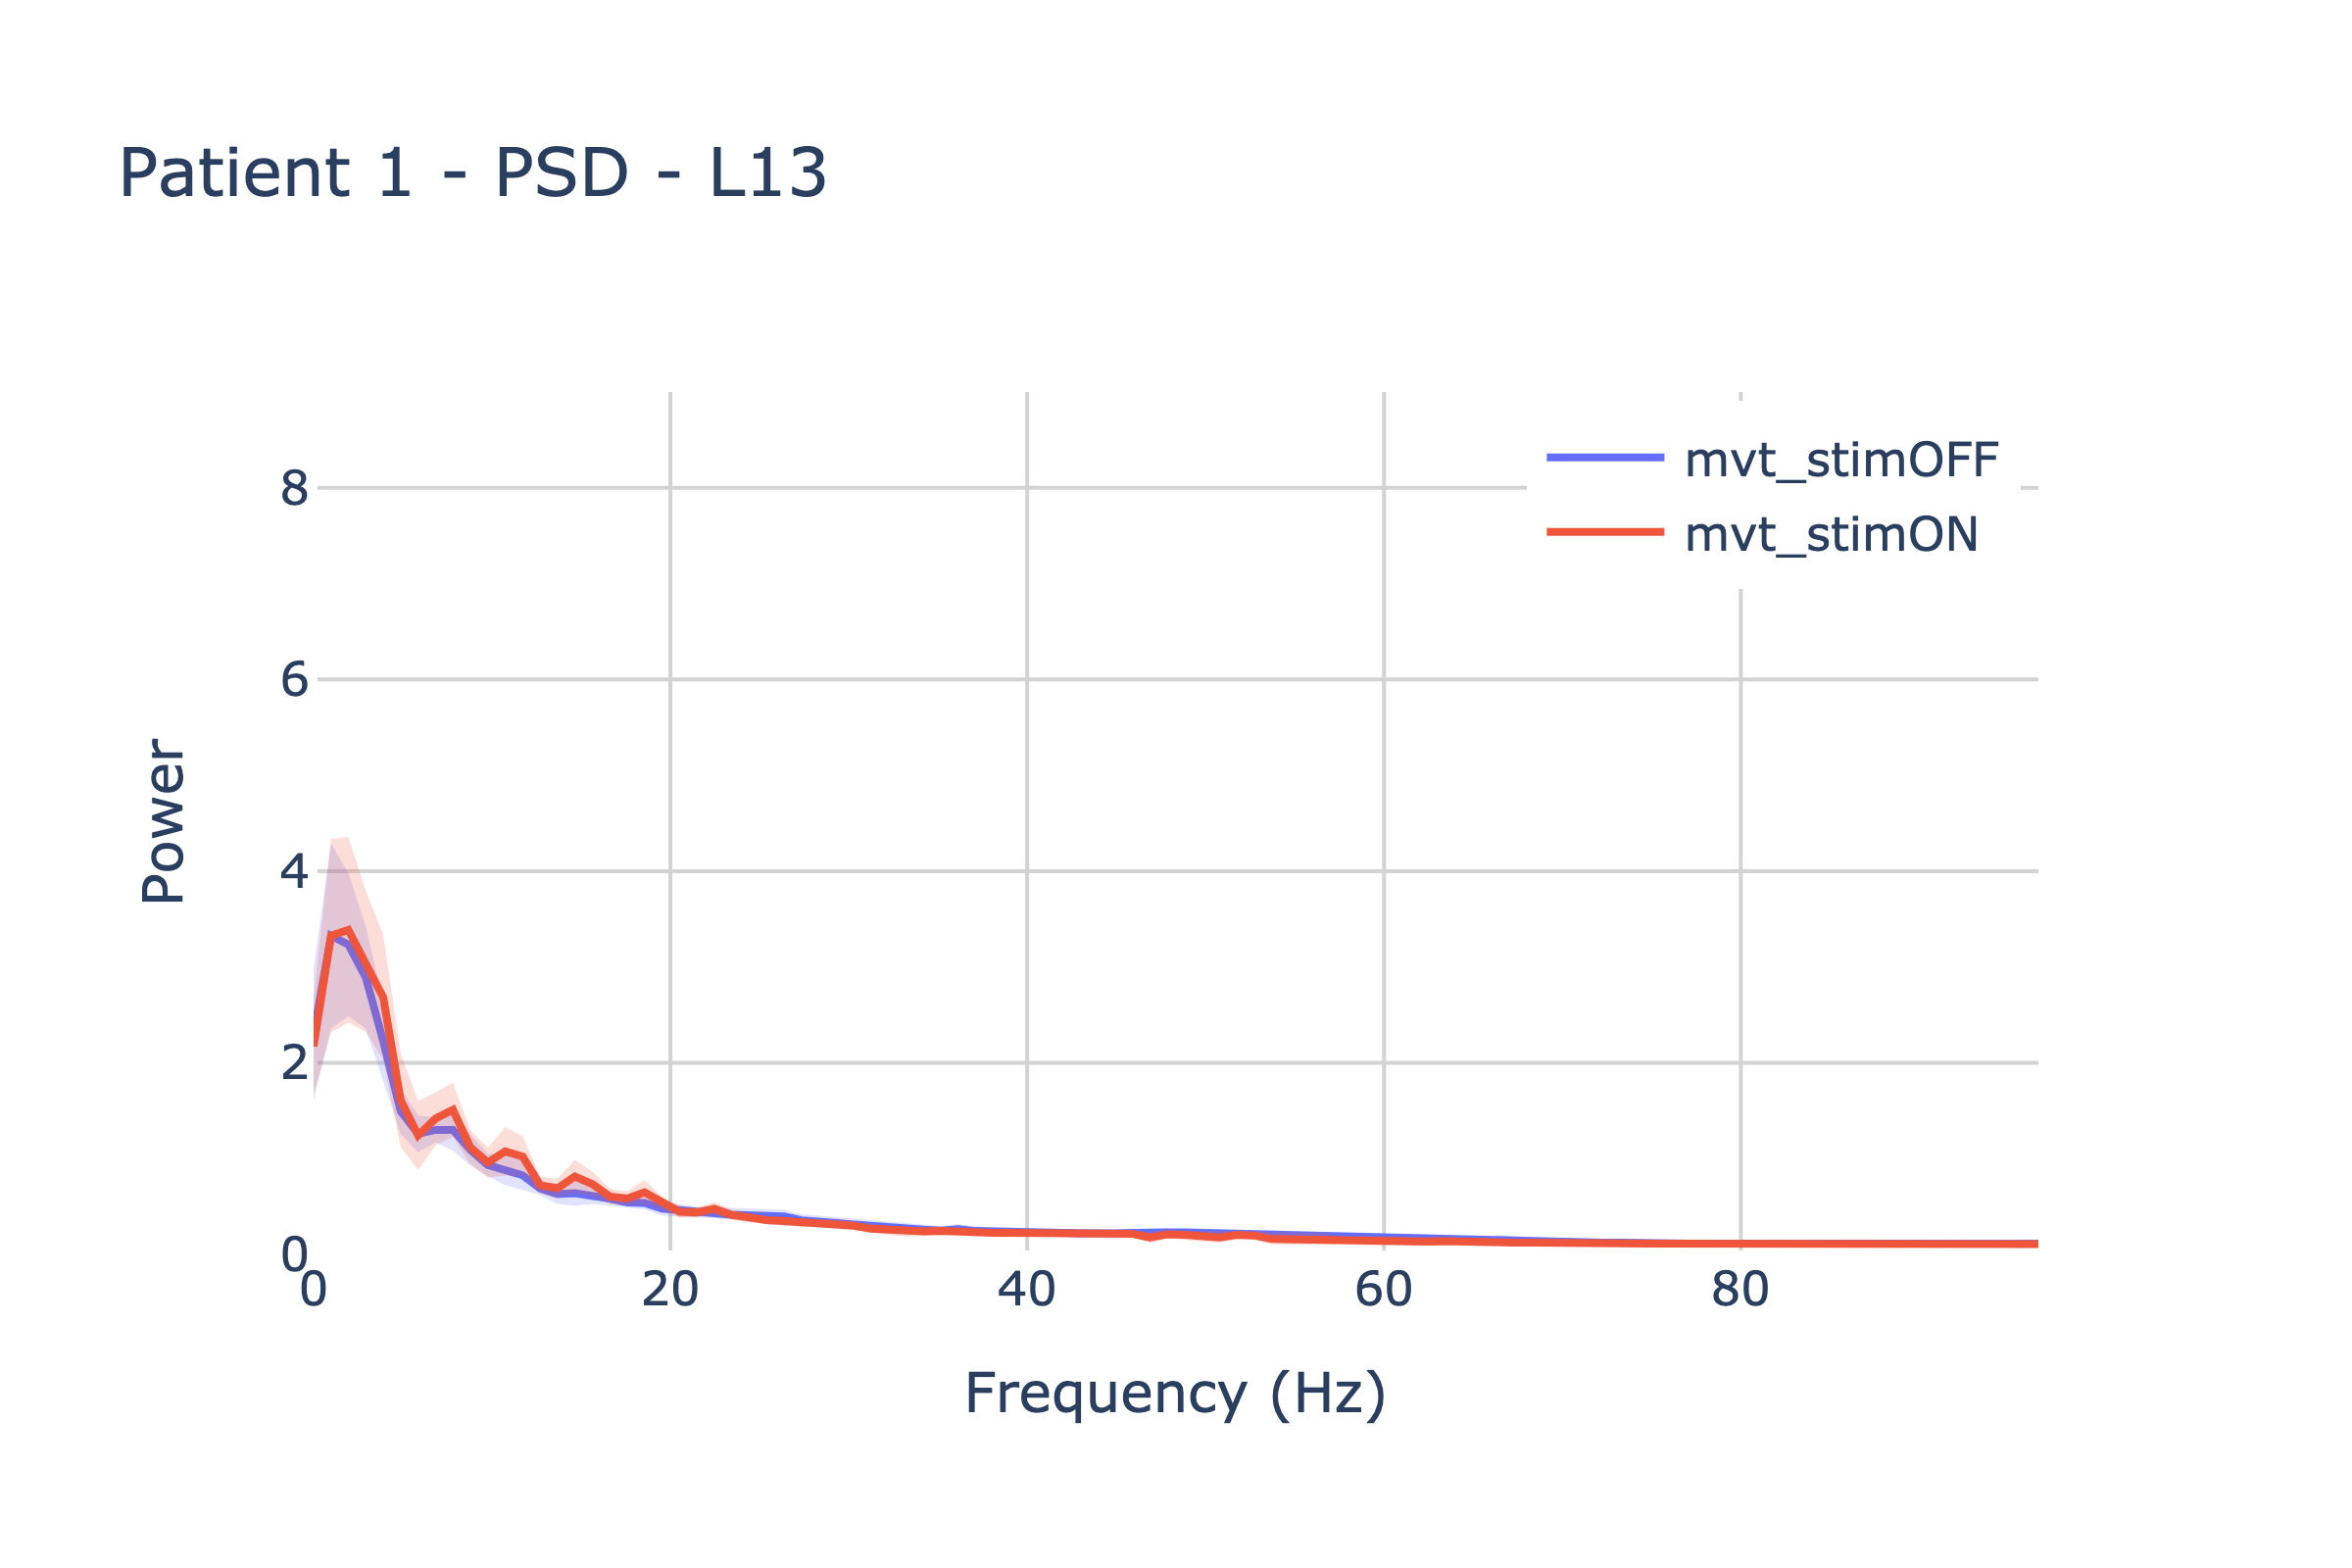 Patient 1 - PSD - L13
mvt_stimOFF
mvt_stimON
8
6
4
2
0
Power
0 20 40 60 80
Frequency (Hz)